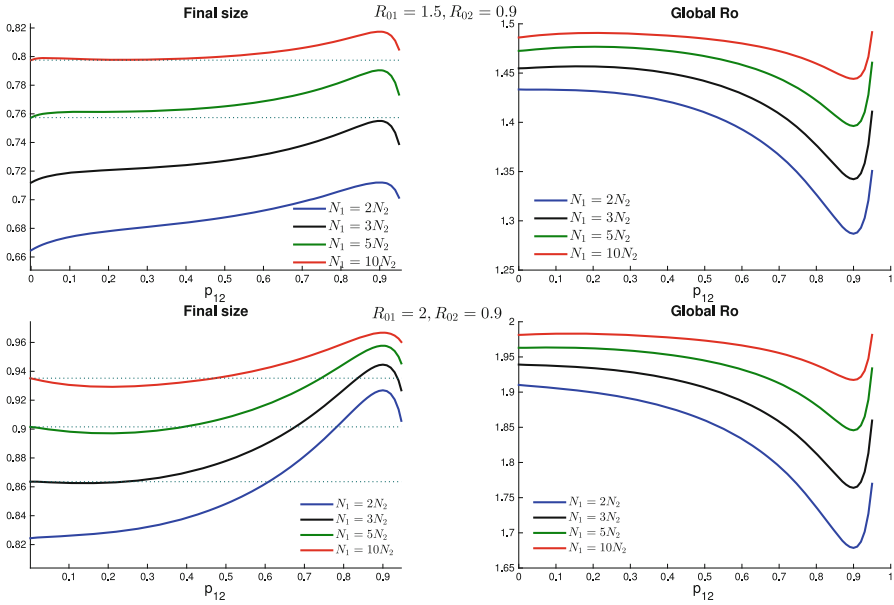 Final size
R01 = 1.5, R02 = 0.9
Global Ro
0.82
0.8
0.78
0.76
0.74
0.72
0.7
0.68
0.66
N1 = 2N2
N1 = 3N2
N1 = 5N2
N1 = 10N2
0 0.1 0.2 0.3 0.4 0.5 0.6 0.7 0.8 0.9
p12
1.5
1.45
1.4
1.35
1.3
1.25
N1 = 2N2
N1 = 3N2
N1 = 5N2
N1 = 10N2
0 0.1 0.2 0.3 0.4 0.5 0.6 0.7 0.8 0.9 1
p12
Final size
R01 = 2, R02 = 0.9
Global Ro
0.96
0.94
0.92
0.9
0.88
0.86
0.84
0.82
N1 = 2N2
N1 = 3N2
N1 = 5N2
N1 = 10N2
0.1 0.2 0.3 0.4 0.5 0.6 0.7 0.8 0.9
p12
2
1.95
1.9
1.85
1.8
1.75
1.7
1.65
N1 = 2N2
N1 = 3N2
N1 = 5N2
N1 = 10N2
0.1 0.2 0.3 0.4 0.5 0.6 0.7 0.8 0.9 1
p12